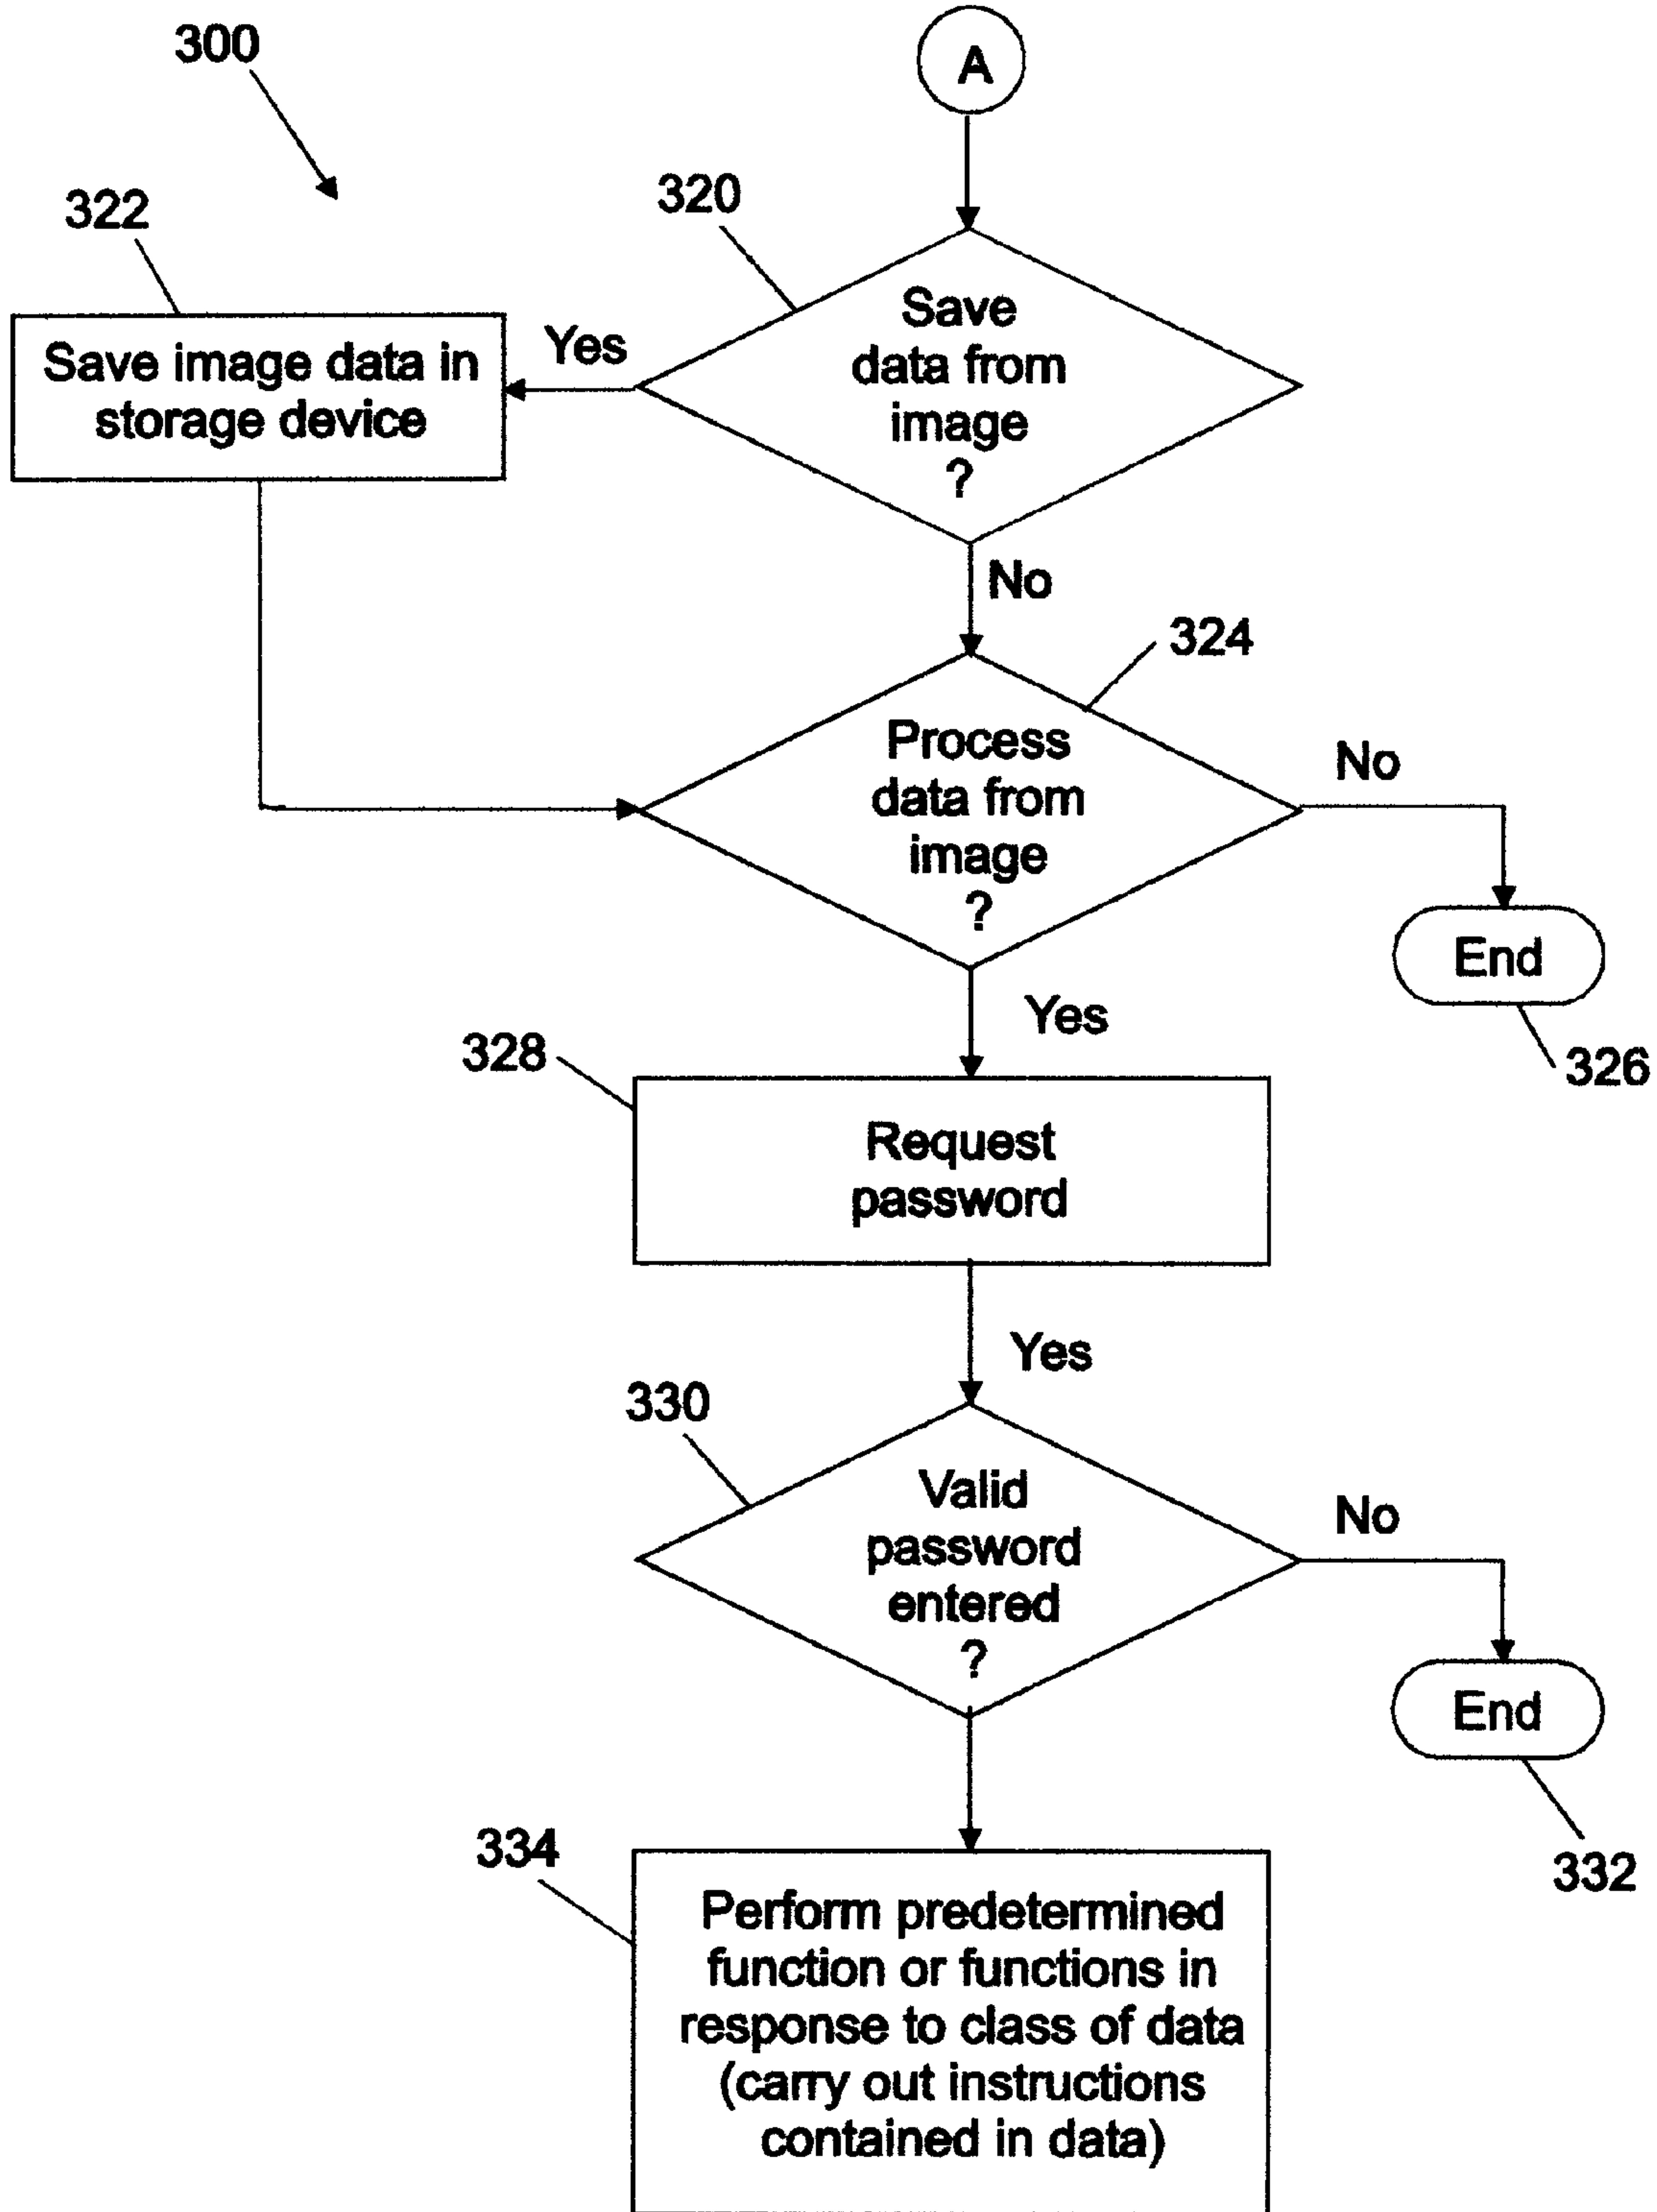 300
A
320
322
Save
data from
image
?
Yes
Save image data in
storage device
No
324
Process
data from
image
?
No
End
326
Yes
328
Request
password
Yes
330
Valid
password
entered
?
No
End
332
334
Perform predetermined
function or functions in
response to class of data
(carry out instructions
contained in data)